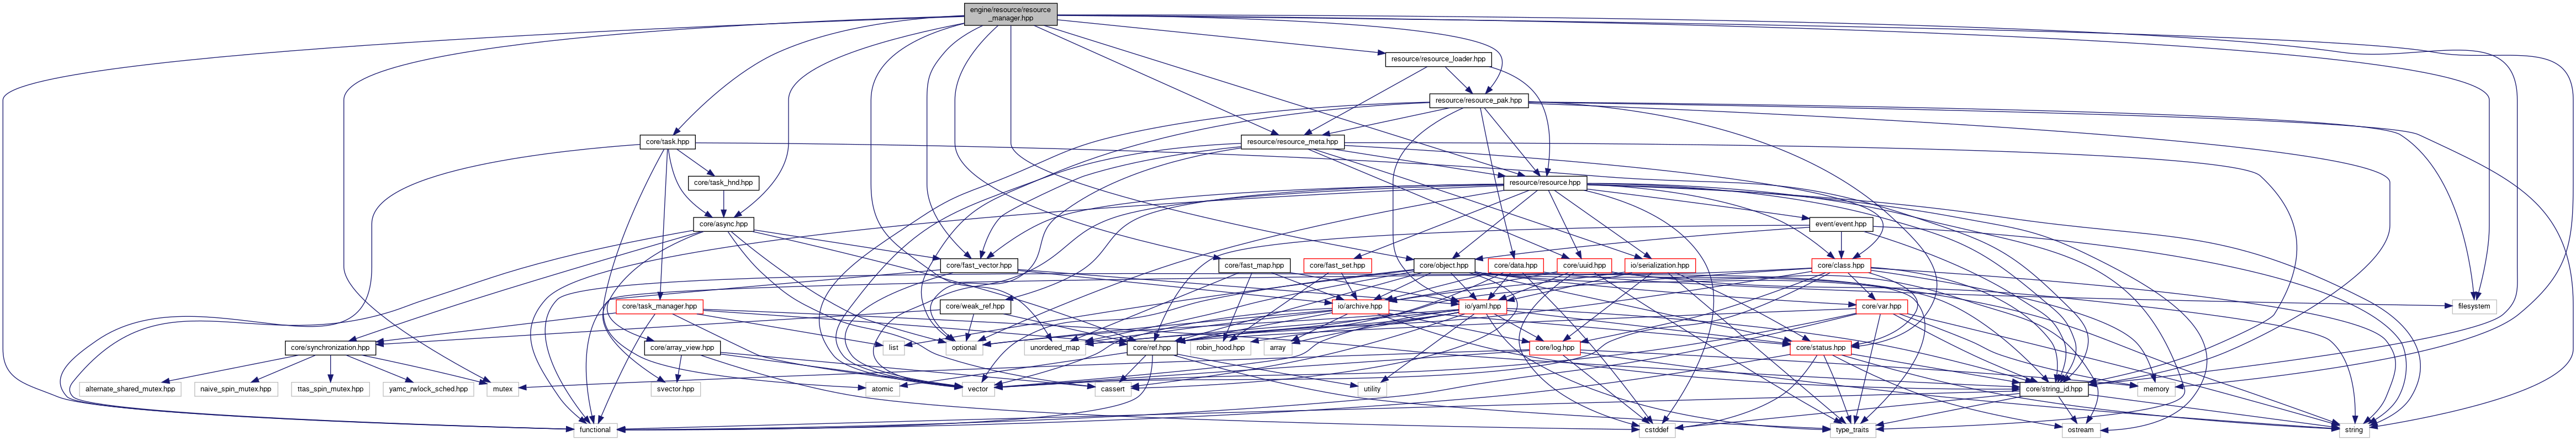 engine/resource/resource
_manager.hpp
resource/resource_loader.hpp
resource/resource_pak.hpp
core/task.hpp
resource/resource_meta.hpp
core/task_hnd.hpp
resource/resource.hpp
core/async.hpp
event/event.hpp
core/fast_vector.hpp
core/fast_map.hpp
core/fast_set.hpp
core/object.hpp
core/data.hpp
core/uuid.hpp
io/serialization.hpp
core/class.hpp
core/task_manager.hpp
core/weak_ref.hpp
io/archive.hpp
io/yaml.hpp
core/var.hpp
filesystem
core/synchronization.hpp
list
core/array_view.hpp
optional
unordered_map
core/ref.hpp
robin_hood.hpp
array
core/log.hpp
core/status.hpp
alternate_shared_mutex.hpp
naive_spin_mutex.hpp
ttas_spin_mutex.hpp
yamc_rwlock_sched.hpp
mutex
svector.hpp
atomic
vector
cassert
utility
core/string_id.hpp
memory
functional
cstddef
type_traits
ostream
string